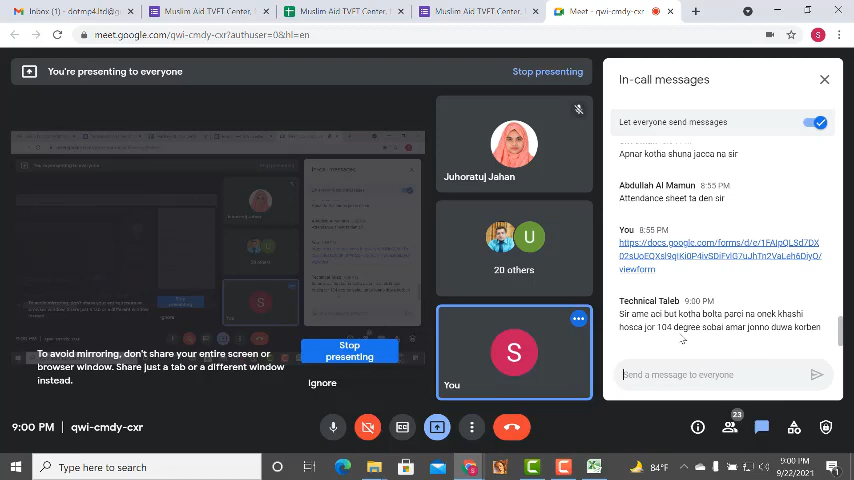 Inbox (1) - dotmp4.ltd@g
Muslim Aid TVET Center,
Muslim Aid TVET Center,
Muslim Aid TVET Center,
Meet - qwi-cmdy-cxr
meet.google.com/qwi-cmdy-cxr?authuser=0&hl=en
S
You're presenting to everyone
Stop presenting
Juhoratuj Jahan
U
20 others
S
You
To avoid mirroring, don't share your entire screen or
browser window. Share just a tab or a different window
instead.
Stop
presenting
Ignore
In-call messages
Let everyone send messages
Apnar kotha shuna jacca na sir
Abdullah Al Mamun 8:55 PM
Attendance sheet ta den sir
You 8:55 PM
https://docs.google.com/forms/d/e/1FAIpQLSd7DX
viewform
Technical Taleb 9:00 PM
Sir ame aci but kotha bolta parci na onek khashi
hosca jor 104 degree sobai amar jonno duwa korben
Send a message to everyone
9:00 PM
qwi-cmdy-cxr
23
Type here to search
84°F
9:00 PM
9/22/2021